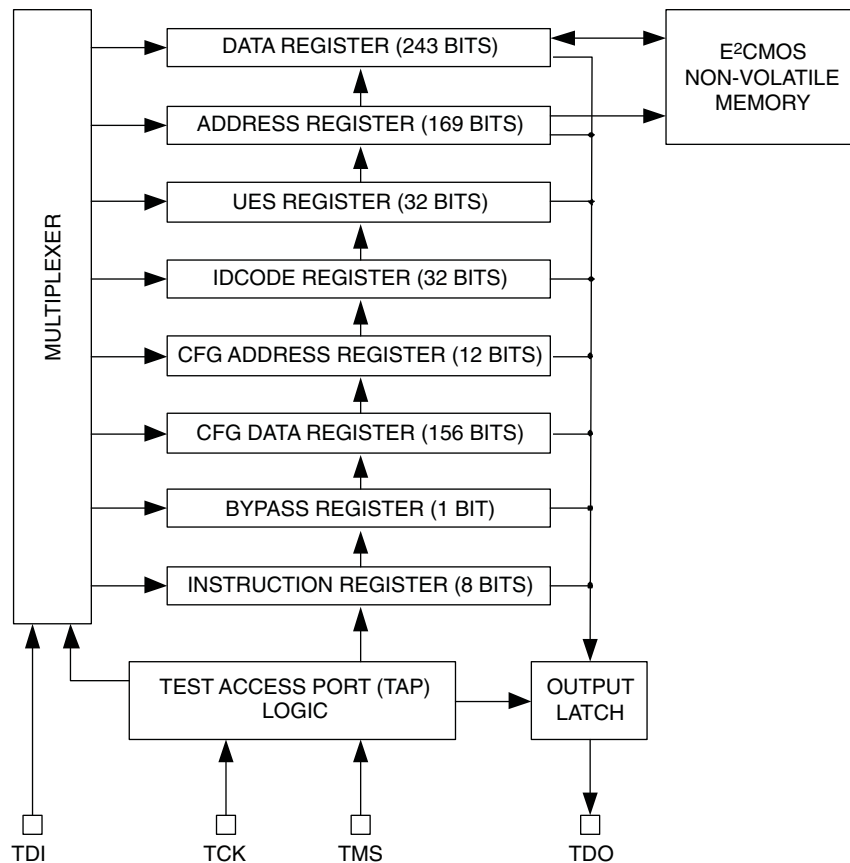 DATA REGISTER (243 BITS)
E²CMOS
NON-VOLATILE
MEMORY
ADDRESS REGISTER (169 BITS)
UES REGISTER (32 BITS)
MULTIPLEXER
IDCODE REGISTER (32 BITS)
CFG ADDRESS REGISTER (12 BITS)
CFG DATA REGISTER (156 BITS)
BYPASS REGISTER (1 BIT)
INSTRUCTION REGISTER (8 BITS)
TEST ACCESS PORT (TAP)
LOGIC
OUTPUT
LATCH
TDI
TCK
TMS
TDO